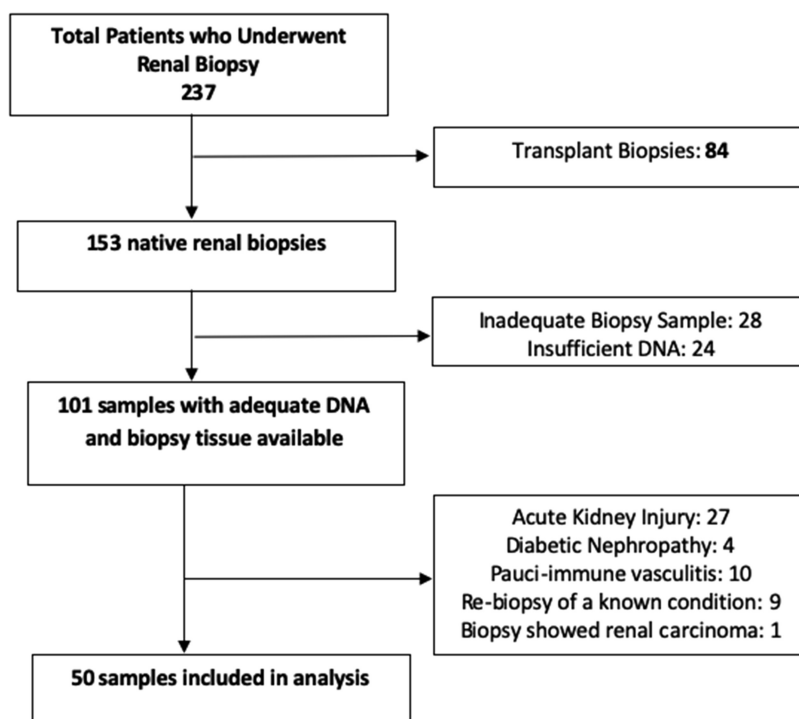 Total Patients who Underwent
Renal Biopsy
237
Transplant Biopsies: 84
153 native renal biopsies
Inadequate Biopsy Sample: 28
Insufficient DNA: 24
101 samples with adequate DNA
and biopsy tissue available
Acute Kidney Injury: 27
Diabetic Nephropathy: 4
Pauci-immune vasculitis: 10
Re-biopsy of a known condition: 9
Biopsy showed renal carcinoma: 1
50 samples included in analysis